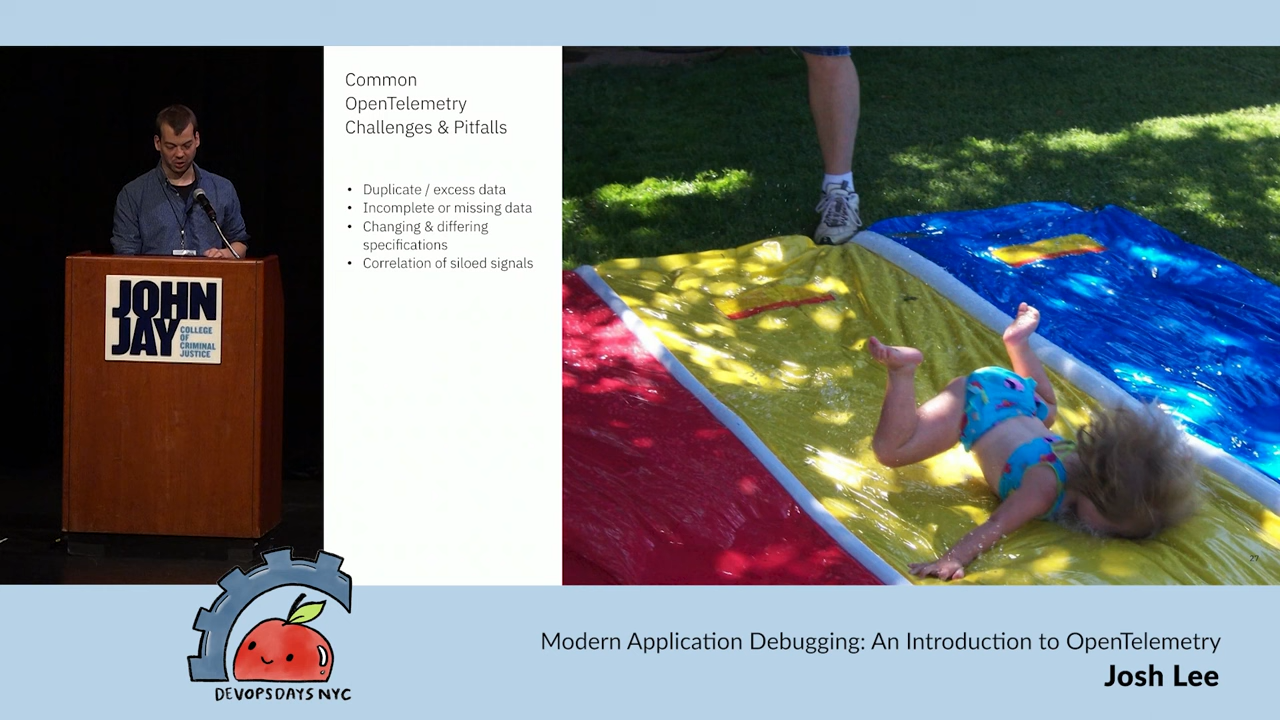 Common
OpenTelemetry
Challenges & Pitfalls
• Duplicate / excess data
• Incomplete or missing data
• Changing & differing
specifications
• Correlation of siloed signals
JOHN
JAY
COLLEGE
OF
CRIMINAL
JUSTICE
27
DEVOPSDAYS NYC
Modern Application Debugging: An Introduction to OpenTelemetry
Josh Lee